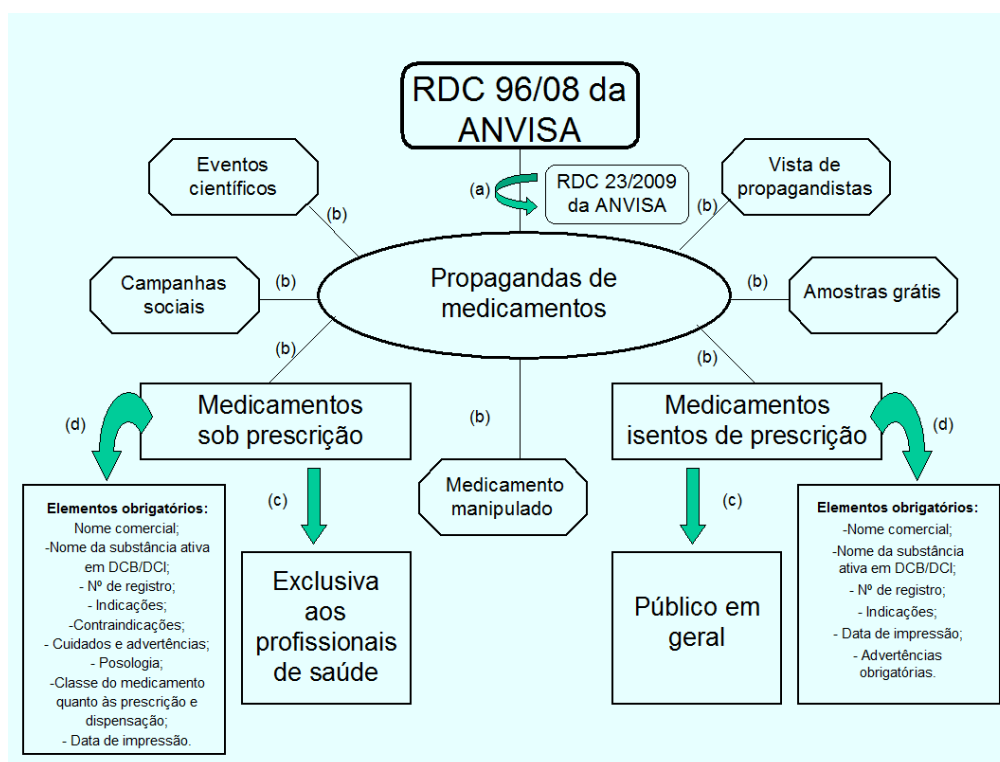 RDC 96/08 da
ANVISA
Eventos
científicos
(a)
RDC 23/2009
da ANVISA
Vista de
propagandistas
(b)
(b)
Campanhas
sociais
(b)
Propagandas de
medicamentos
(b)
Amostras grátis
(b)
(b)
Medicamentos
sob prescrição
(b)
Medicamentos
isentos de prescrição
(d)
(d)
Medicamento
manipulado
(c)
(c)
Elementos obrigatórios:
Nome comercial;
-Nome da substância ativa
em DCB/DCI;
- Nº de registro;
- Indicações;
-Contraindicações;
- Cuidados e advertências;
- Posologia;
-Classe do medicamento
quanto às prescrição e
dispensação;
- Data de impressão.
Exclusiva
aos
profissionais
de saúde
Público em
geral
Elementos obrigatórios:
-Nome comercial;
-Nome da substância
ativa em DCB/DCI;
- Nº de registro;
- Indicações;
- Data de impressão;
- Advertências
obrigatórias.